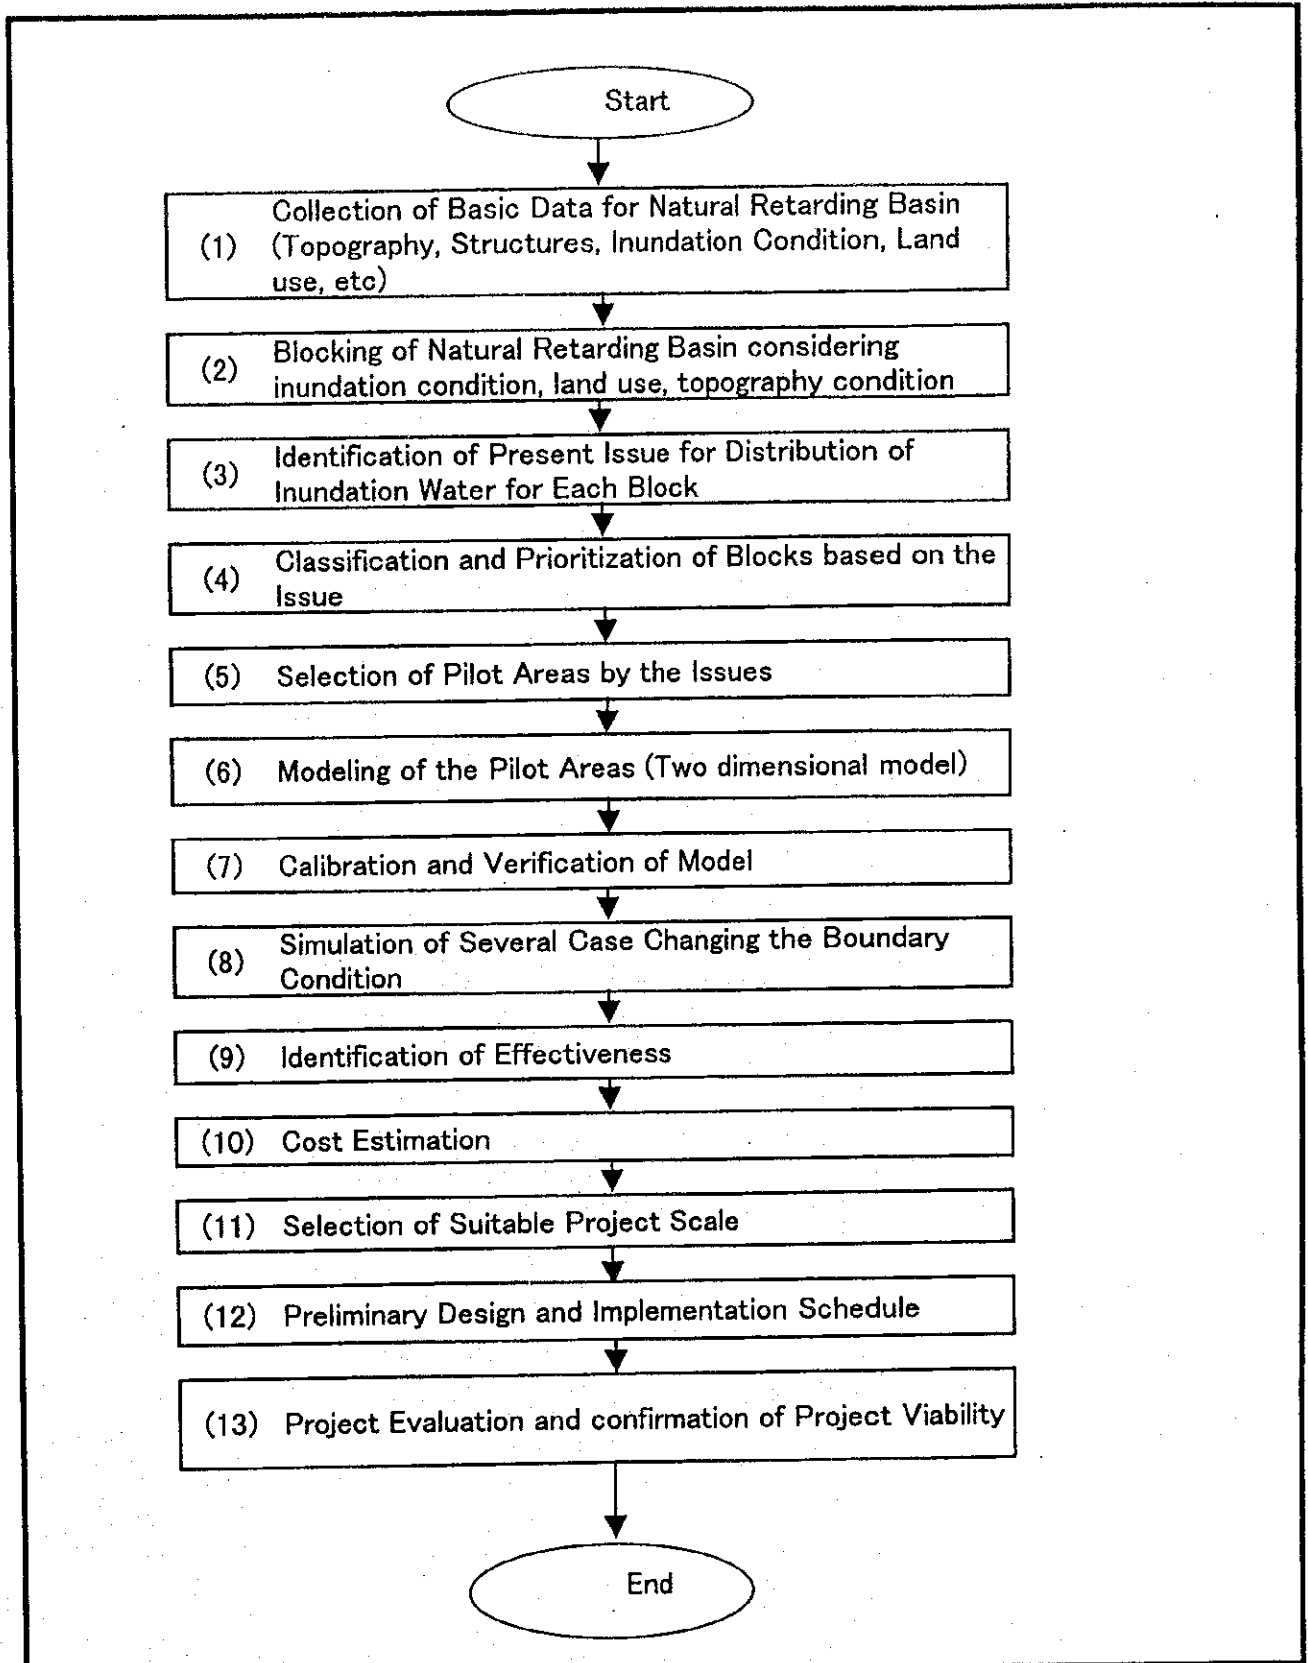 Start
(1) Collection of Basic Data for Natural Retarding Basin
(Topography, Structures, Inundation Condition, Land
use, etc)
(2) Blocking of Natural Retarding Basin considering
inundation condition, land use, topography condition
(3) Identification of Present Issue for Distribution of
Inundation Water for Each Block
(4) Classification and Prioritization of Blocks based on the
Issue
(5) Selection of Pilot Areas by the Issues
(6) Modeling of the Pilot Areas (Two dimensional model)
(7) Calibration and Verification of Model
(8) Simulation of Several Case Changing the Boundary
Condition
(9) Identification of Effectiveness
(10) Cost Estimation
(11) Selection of Suitable Project Scale
(12) Preliminary Design and Implementation Schedule
(13) Project Evaluation and confirmation of Project Viability
End